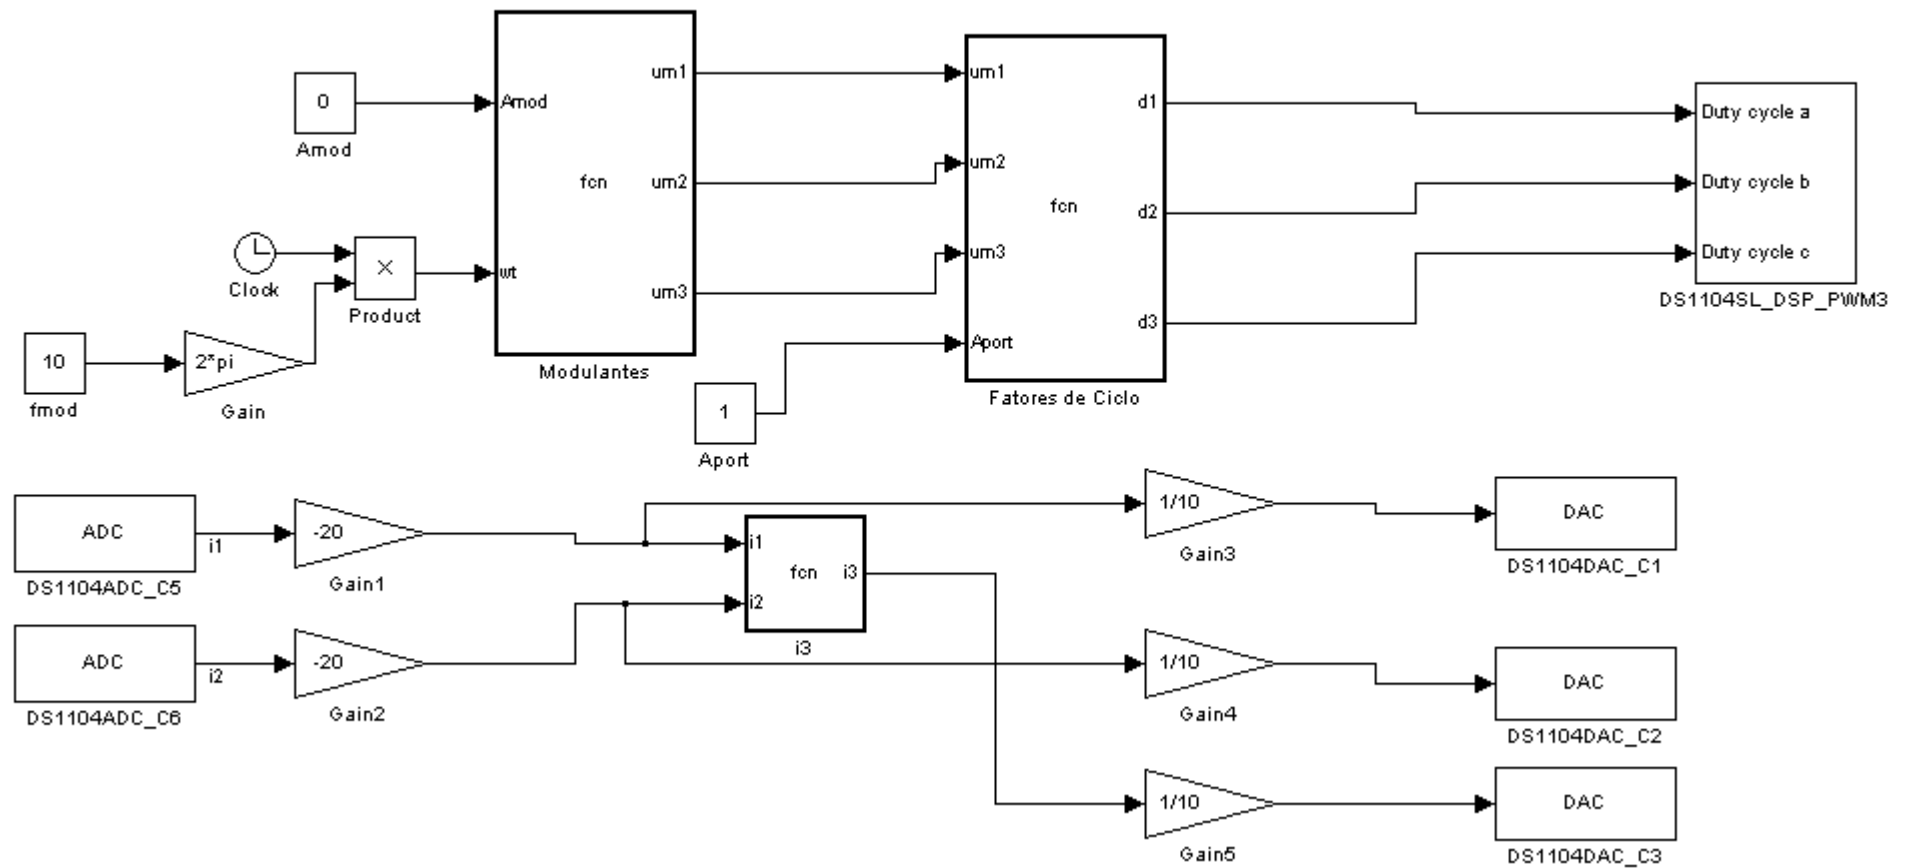 0
Amod
Amod
wt
fcn
um1
um2
um3
Modulantes
Clock
×
Product
10
fmod
2*pi
Gain
1
Aport
um1
um2
um3
Aport
fcn
d1
d2
d3
Fatores de Ciclo
Duty cycle a
Duty cycle b
Duty cycle c
DS1104SL_DSP_PWM3
ADC
i1
DS1104ADC_C5
-20
Gain1
ADC
i2
DS1104ADC_C6
-20
Gain2
i1
i2
fcn
i3
i3
1/10
Gain3
DAC
DS1104DAC_C1
1/10
Gain4
DAC
DS1104DAC_C2
1/10
Gain5
DAC
DS1104DAC_C3